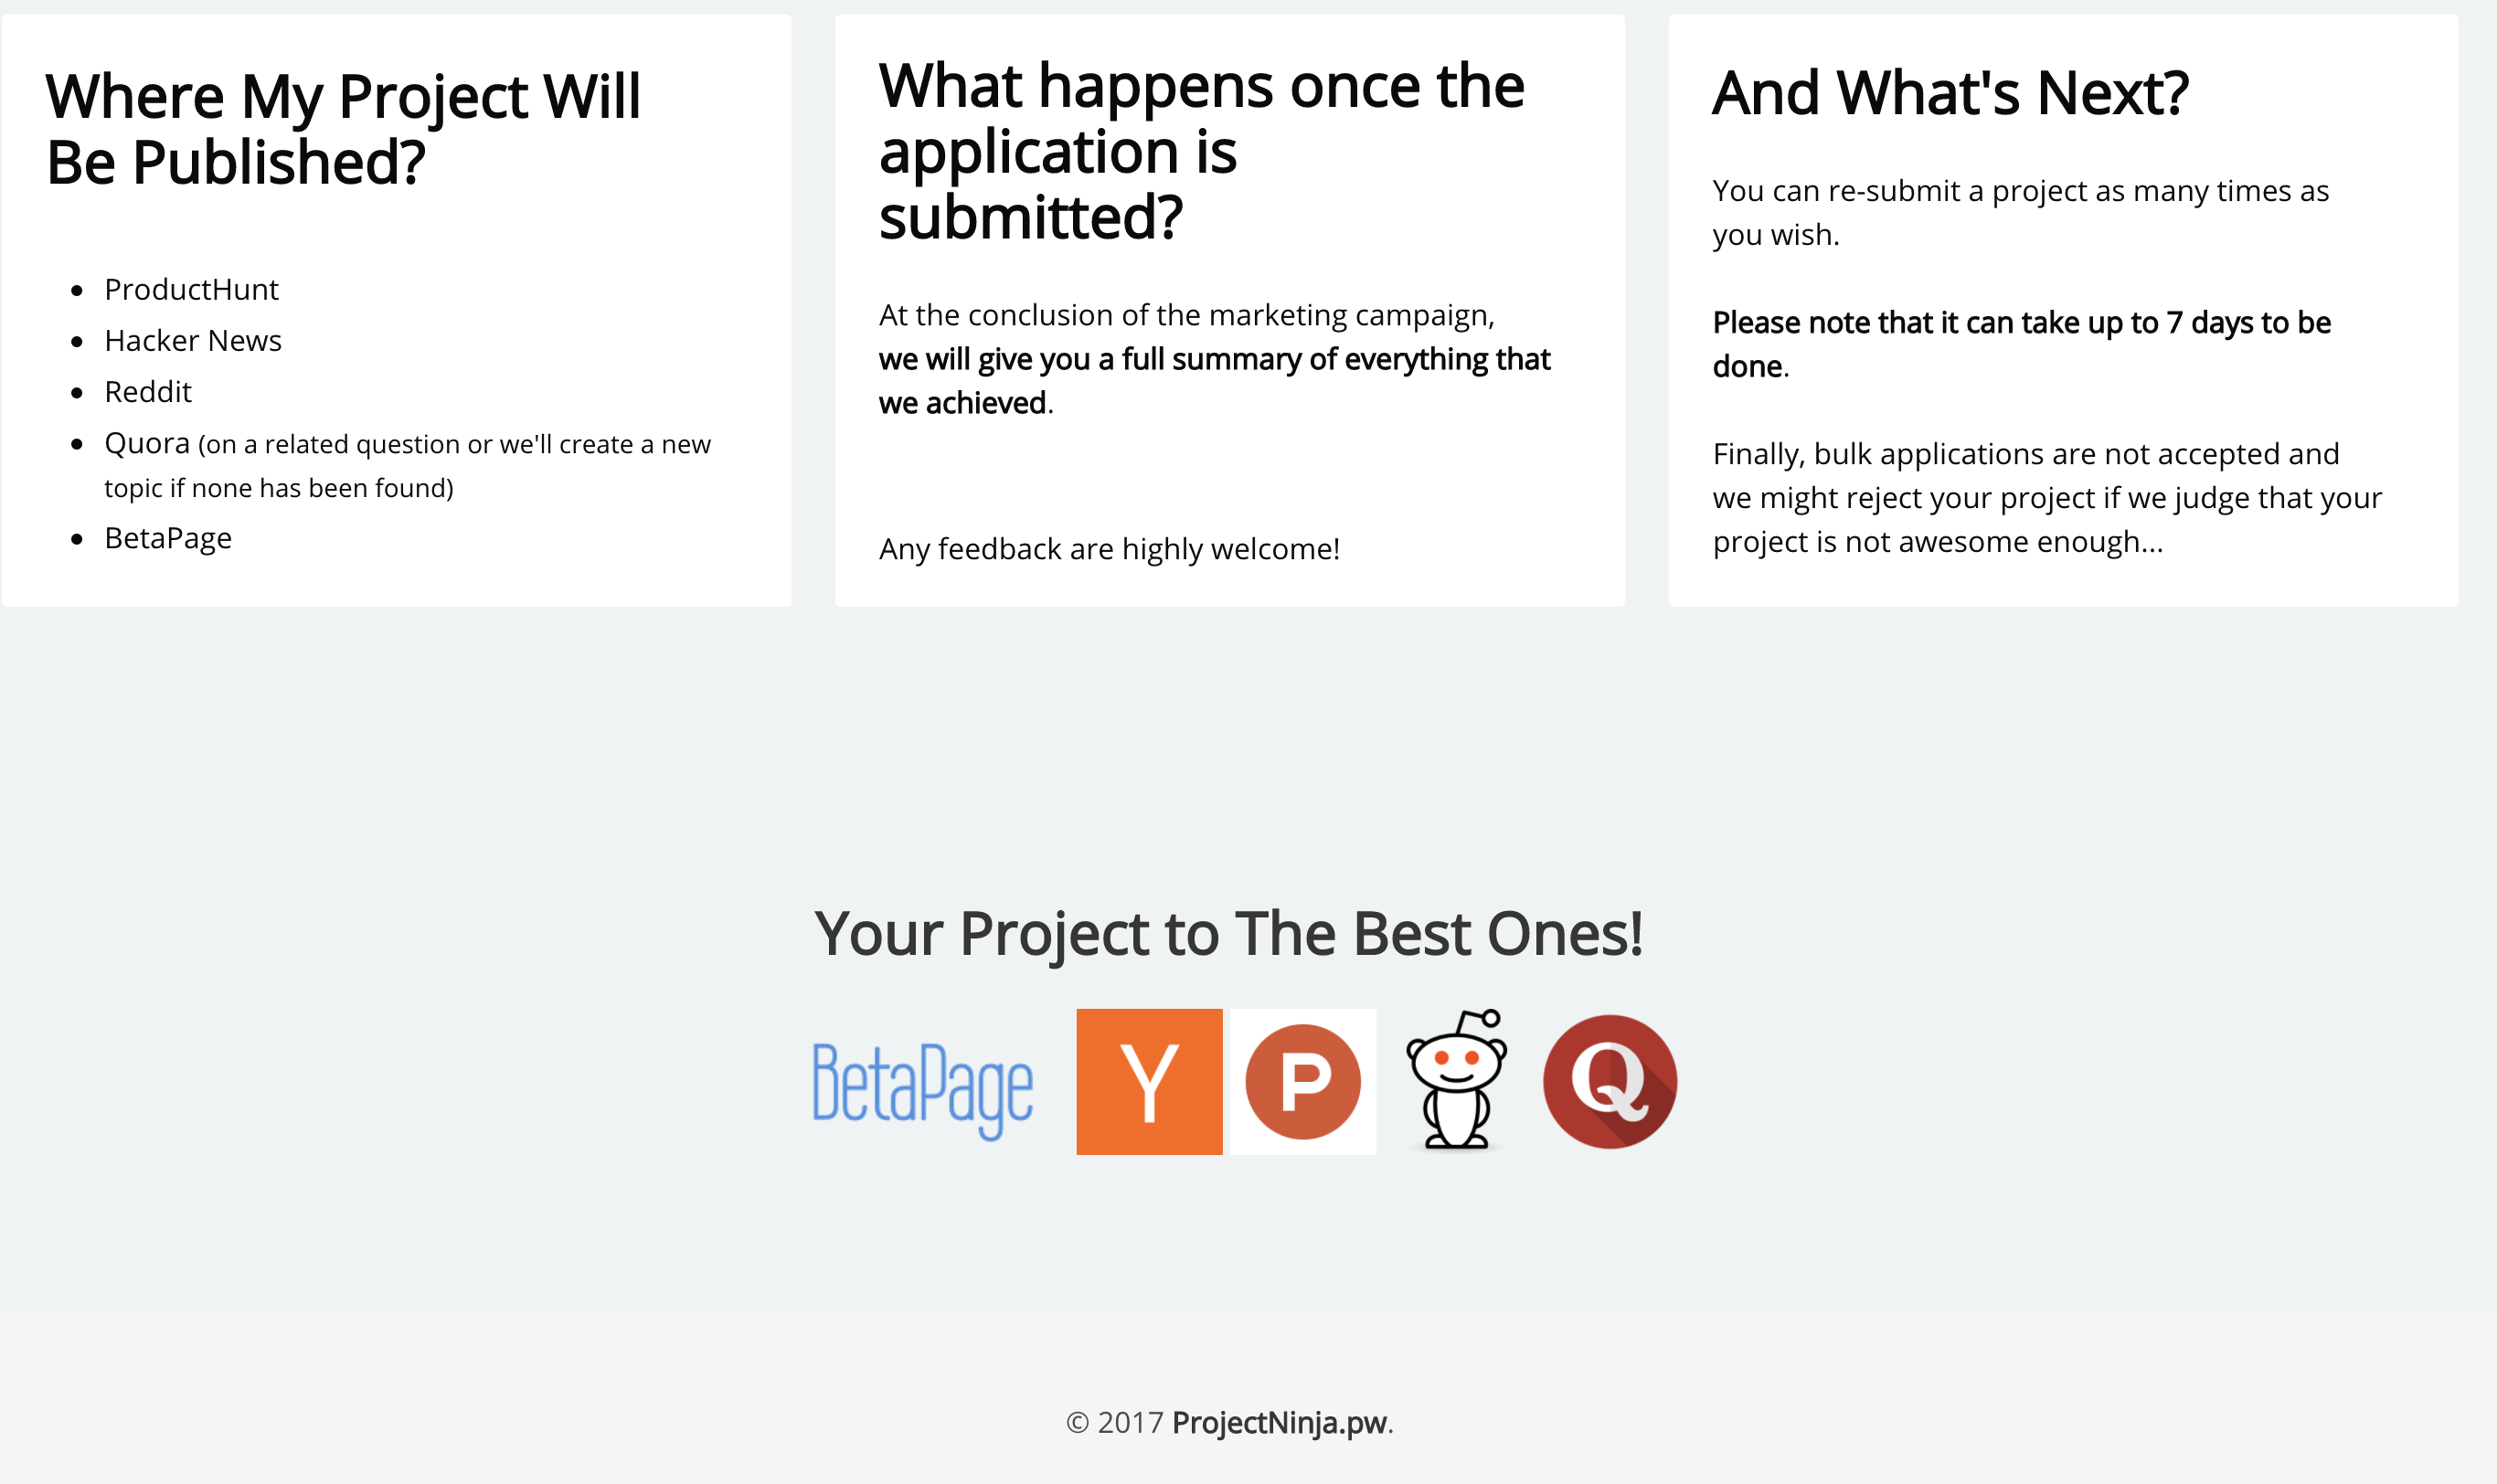 Where My Project Will
Be Published?
ProductHunt
Hacker News
Reddit
Quora (on a related question or we'll create a new
topic if none has been found)
BetaPage
What happens once the
application is
submitted?
At the conclusion of the marketing campaign,
we will give you a full summary of everything that
we achieved.
Any feedback are highly welcome!
And What's Next?
You can re-submit a project as many times as
you wish.
Please note that it can take up to 7 days to be
done.
Finally, bulk applications are not accepted and
we might reject your project if we judge that your
project is not awesome enough...
Your Project to The Best Ones!
BetaPage Y P Q
© 2017 ProjectNinja.pw.